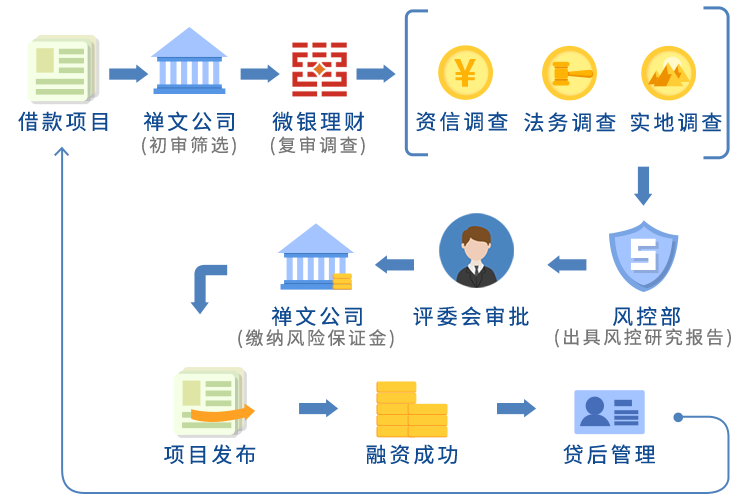 借款项目
禅文公司
(初审筛选)
微银理财
(复审调查)
¥
资信调查
法务调查
实地调查
S
风控部
(出具风控研究报告)
评委会审批
禅文公司
(缴纳风险保证金)
项目发布
融资成功
贷后管理